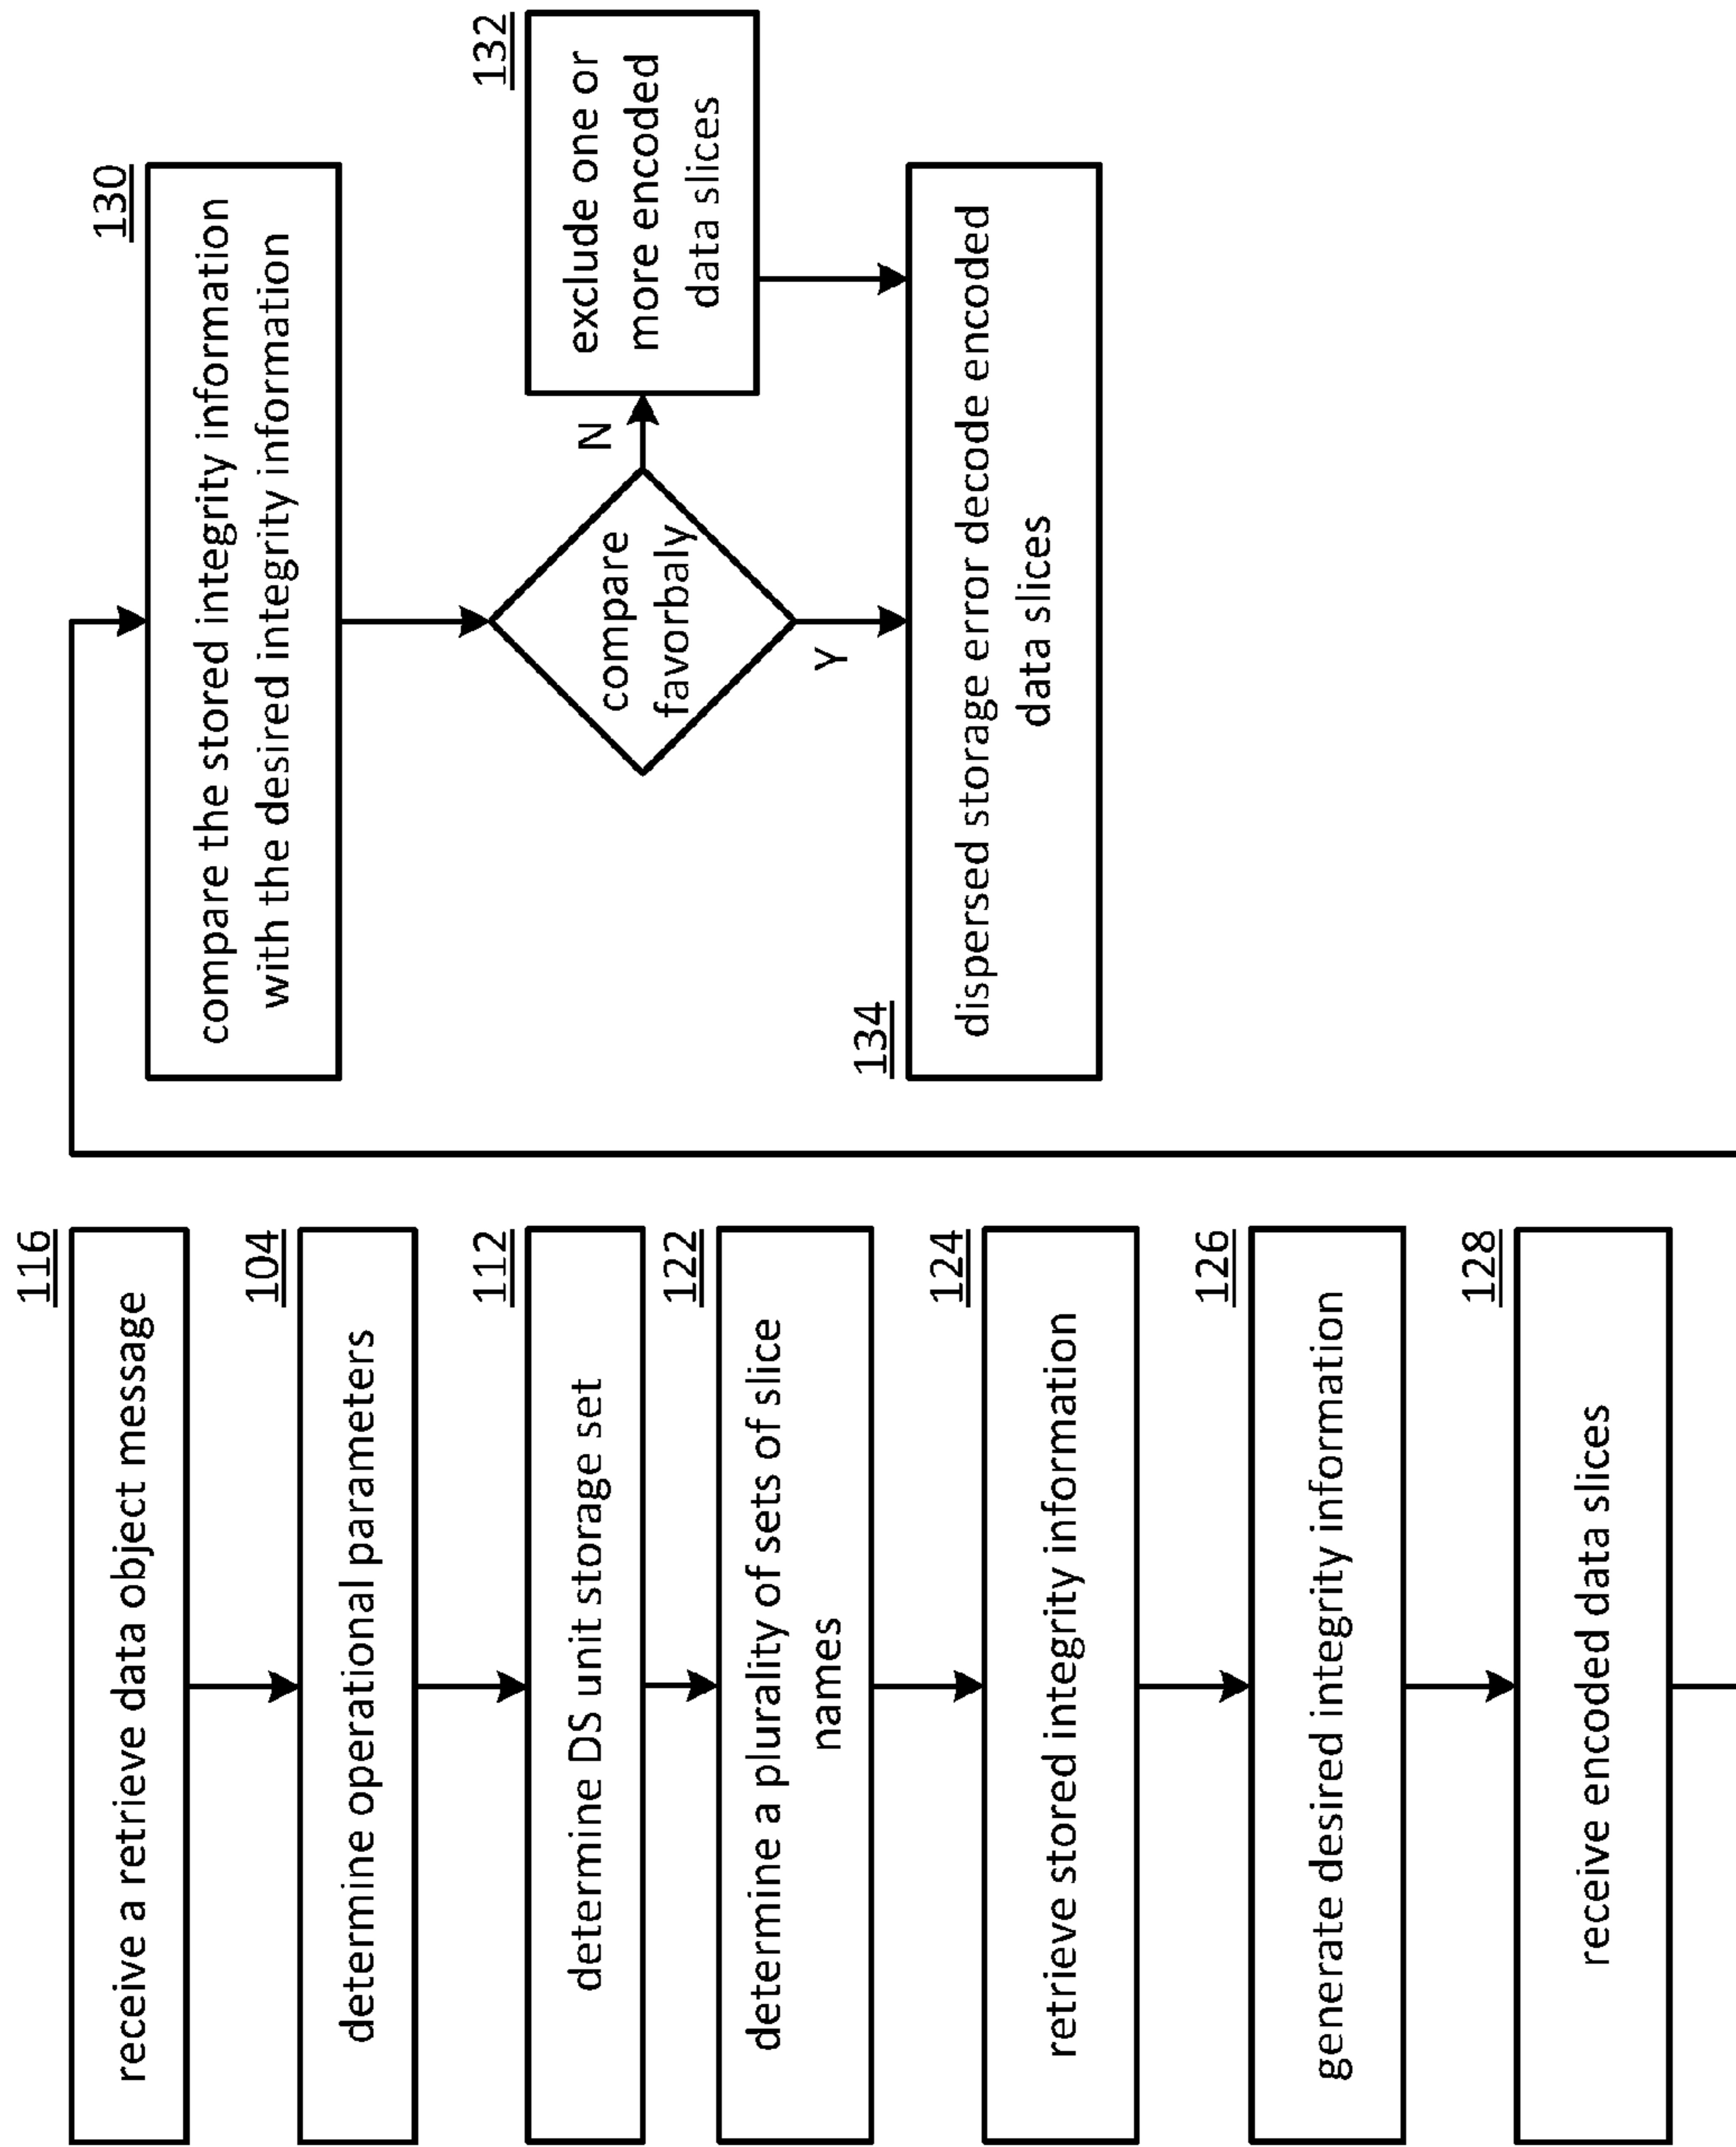 116
receive a retrieve data object message
104
determine operational parameters
112
determine DS unit storage set
122
determine a plurality of sets of slice
names
124
retrieve stored integrity information
126
generate desired integrity information
128
receive encoded data slices
130
compare the stored integrity information
with the desired integrity information
compare
favorbaly
N
Y
132
exclude one or
more encoded
data slices
134
dispersed storage error decode encoded
data slices